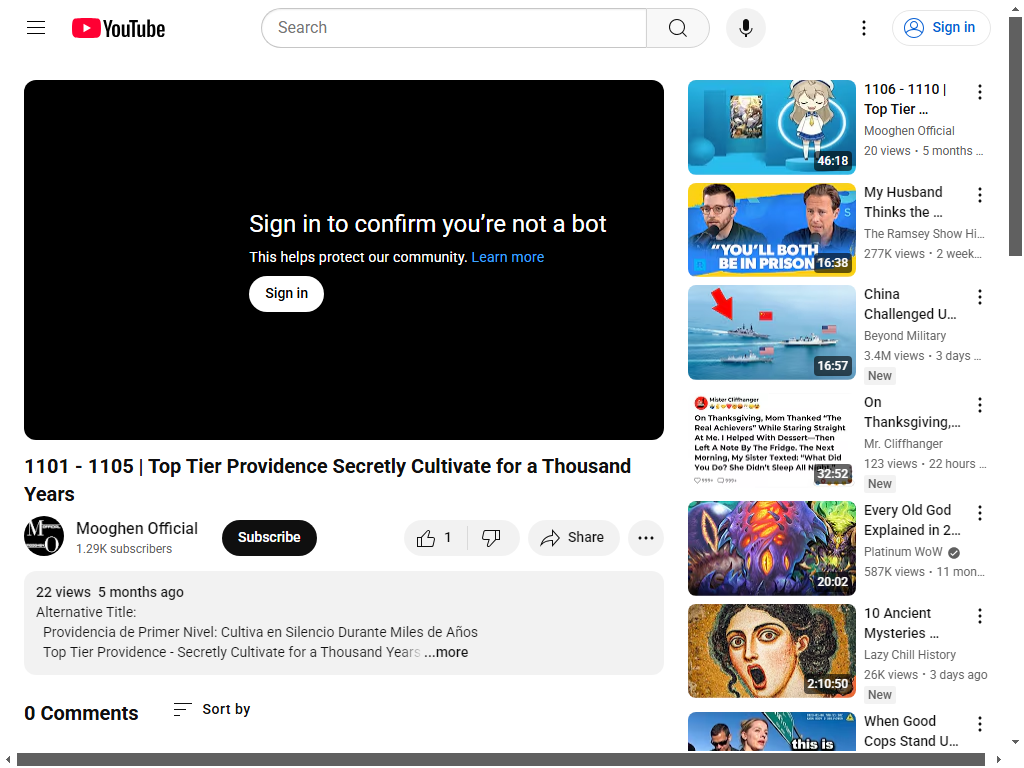 YouTube
Search
Sign in
Sign in to confirm you’re not a bot
This helps protect our community. Learn more
Sign in
1101 - 1105 | Top Tier Providence Secretly Cultivate for a Thousand
Years
Mooghen Official
1.29K subscribers
Subscribe
1
Share
22 views 5 months ago
Alternative Title:
Providencia de Primer Nivel: Cultiva en Silencio Durante Miles de Años
Top Tier Providence - Secretly Cultivate for a Thousand Years ...more
0 Comments
Sort by
46:18
1106 - 1110 |
Top Tier ...
Mooghen Official
20 views • 5 months ...
"YOU'LL BOTH
BE IN PRISON
16:38
My Husband
Thinks the ...
The Ramsey Show Hi...
277K views • 2 week...
16:57
China
Challenged U...
Beyond Military
3.4M views • 3 days ...
New
Mister Cliffhanger
On Thanksgiving, Mom Thanked “The
Real Achievers” While Staring Straight
At Me. I Helped With Dessert—Then
Left A Note By The Fridge. The Next
Morning, My Sister Texted: “What Did
You Do? She Didn’t Sleep All Night.”
999+ 999+
32:52
On
Thanksgiving,...
Mr. Cliffhanger
123 views • 22 hours ...
New
20:02
Every Old God
Explained in 2...
Platinum WoW
587K views • 11 mon...
2:10:50
10 Ancient
Mysteries ...
Lazy Chill History
26K views • 3 days ago
New
this is
When Good
Cops Stand U...